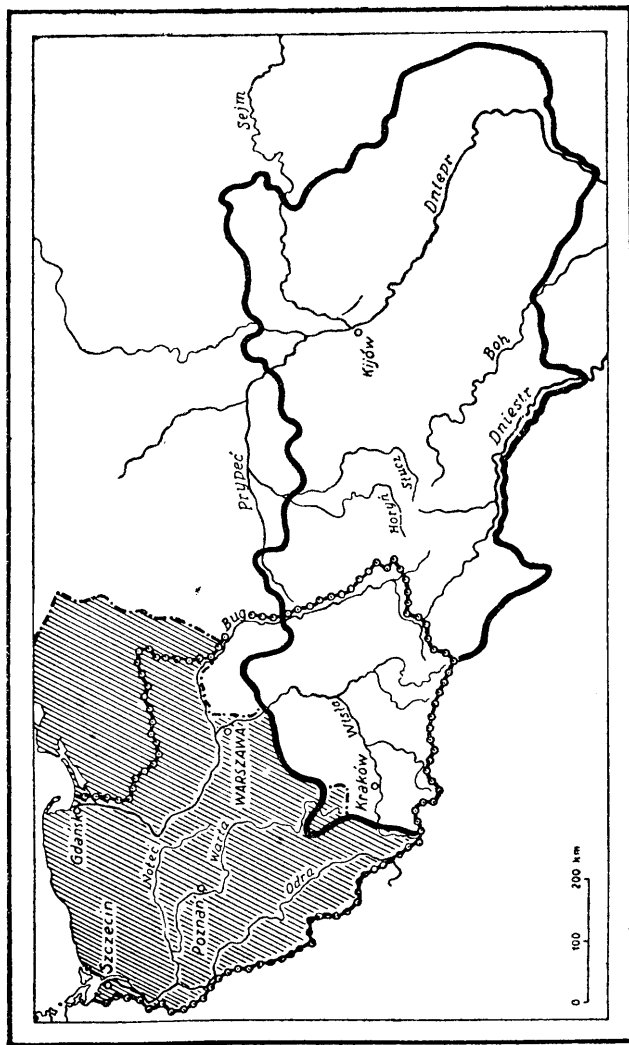 Sejm
Dniepr
Kijów
Boh
Dniestr
Prypeć
Słucz
Horyń
Bug
Gdańsk
WARSZAWA
Wisła
Kraków
Szczecin
Noteć
Warta
Poznań
Odra
0 100 200 km